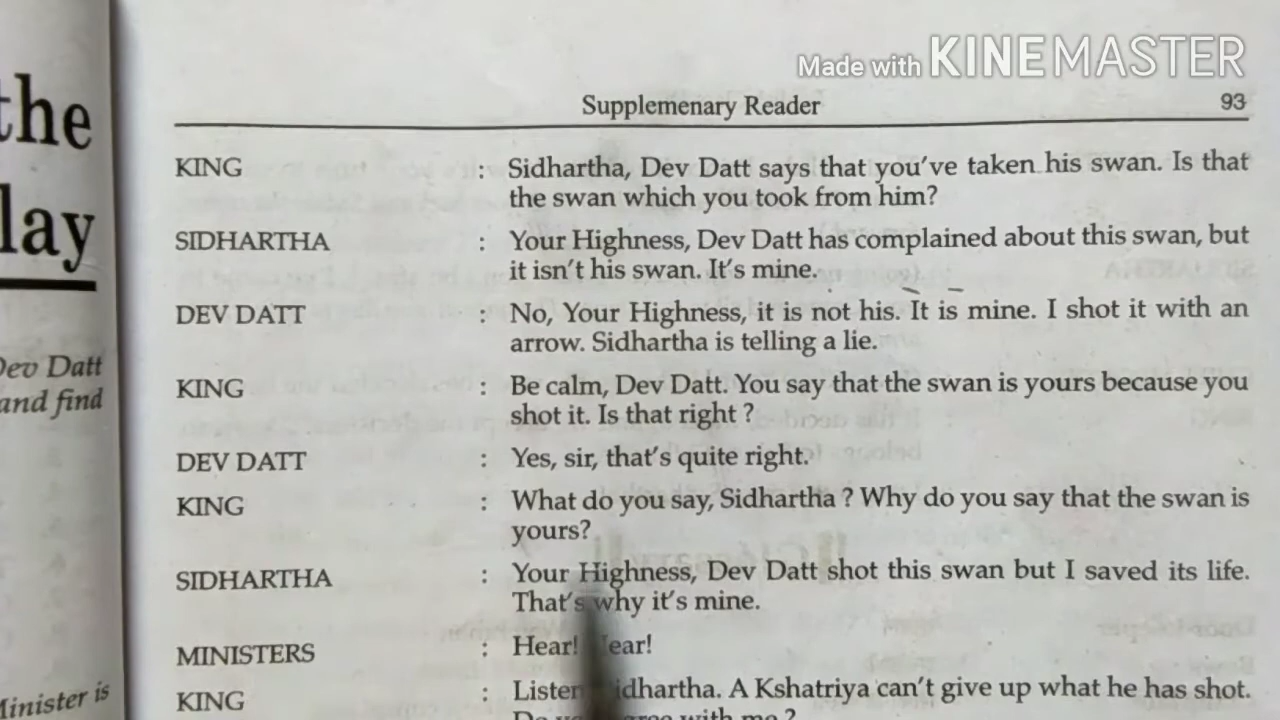 Made with KINEMASTER
the
lay
Dev Datt
and find
Minister is
Supplemenary Reader 93
KING : Sidhartha, Dev Datt says that you've taken his swan. Is that
the swan which you took from him?
SIDHARTHA : Your Highness, Dev Datt has complained about this swan, but
it isn't his swan. It's mine.
DEV DATT : No, Your Highness, it is not his. It is mine. I shot it with an
arrow. Sidhartha is telling a lie.
KING : Be calm, Dev Datt. You say that the swan is yours because you
shot it. Is that right ?
DEV DATT : Yes, sir, that's quite right.
KING : What do you say, Sidhartha ? Why do you say that the swan is
yours?
SIDHARTHA : Your Highness, Dev Datt shot this swan but I saved its life.
That's why it's mine.
MINISTERS : Hear! Hear!
KING : Listen Sidhartha. A Kshatriya can't give up what he has shot.
with me ?